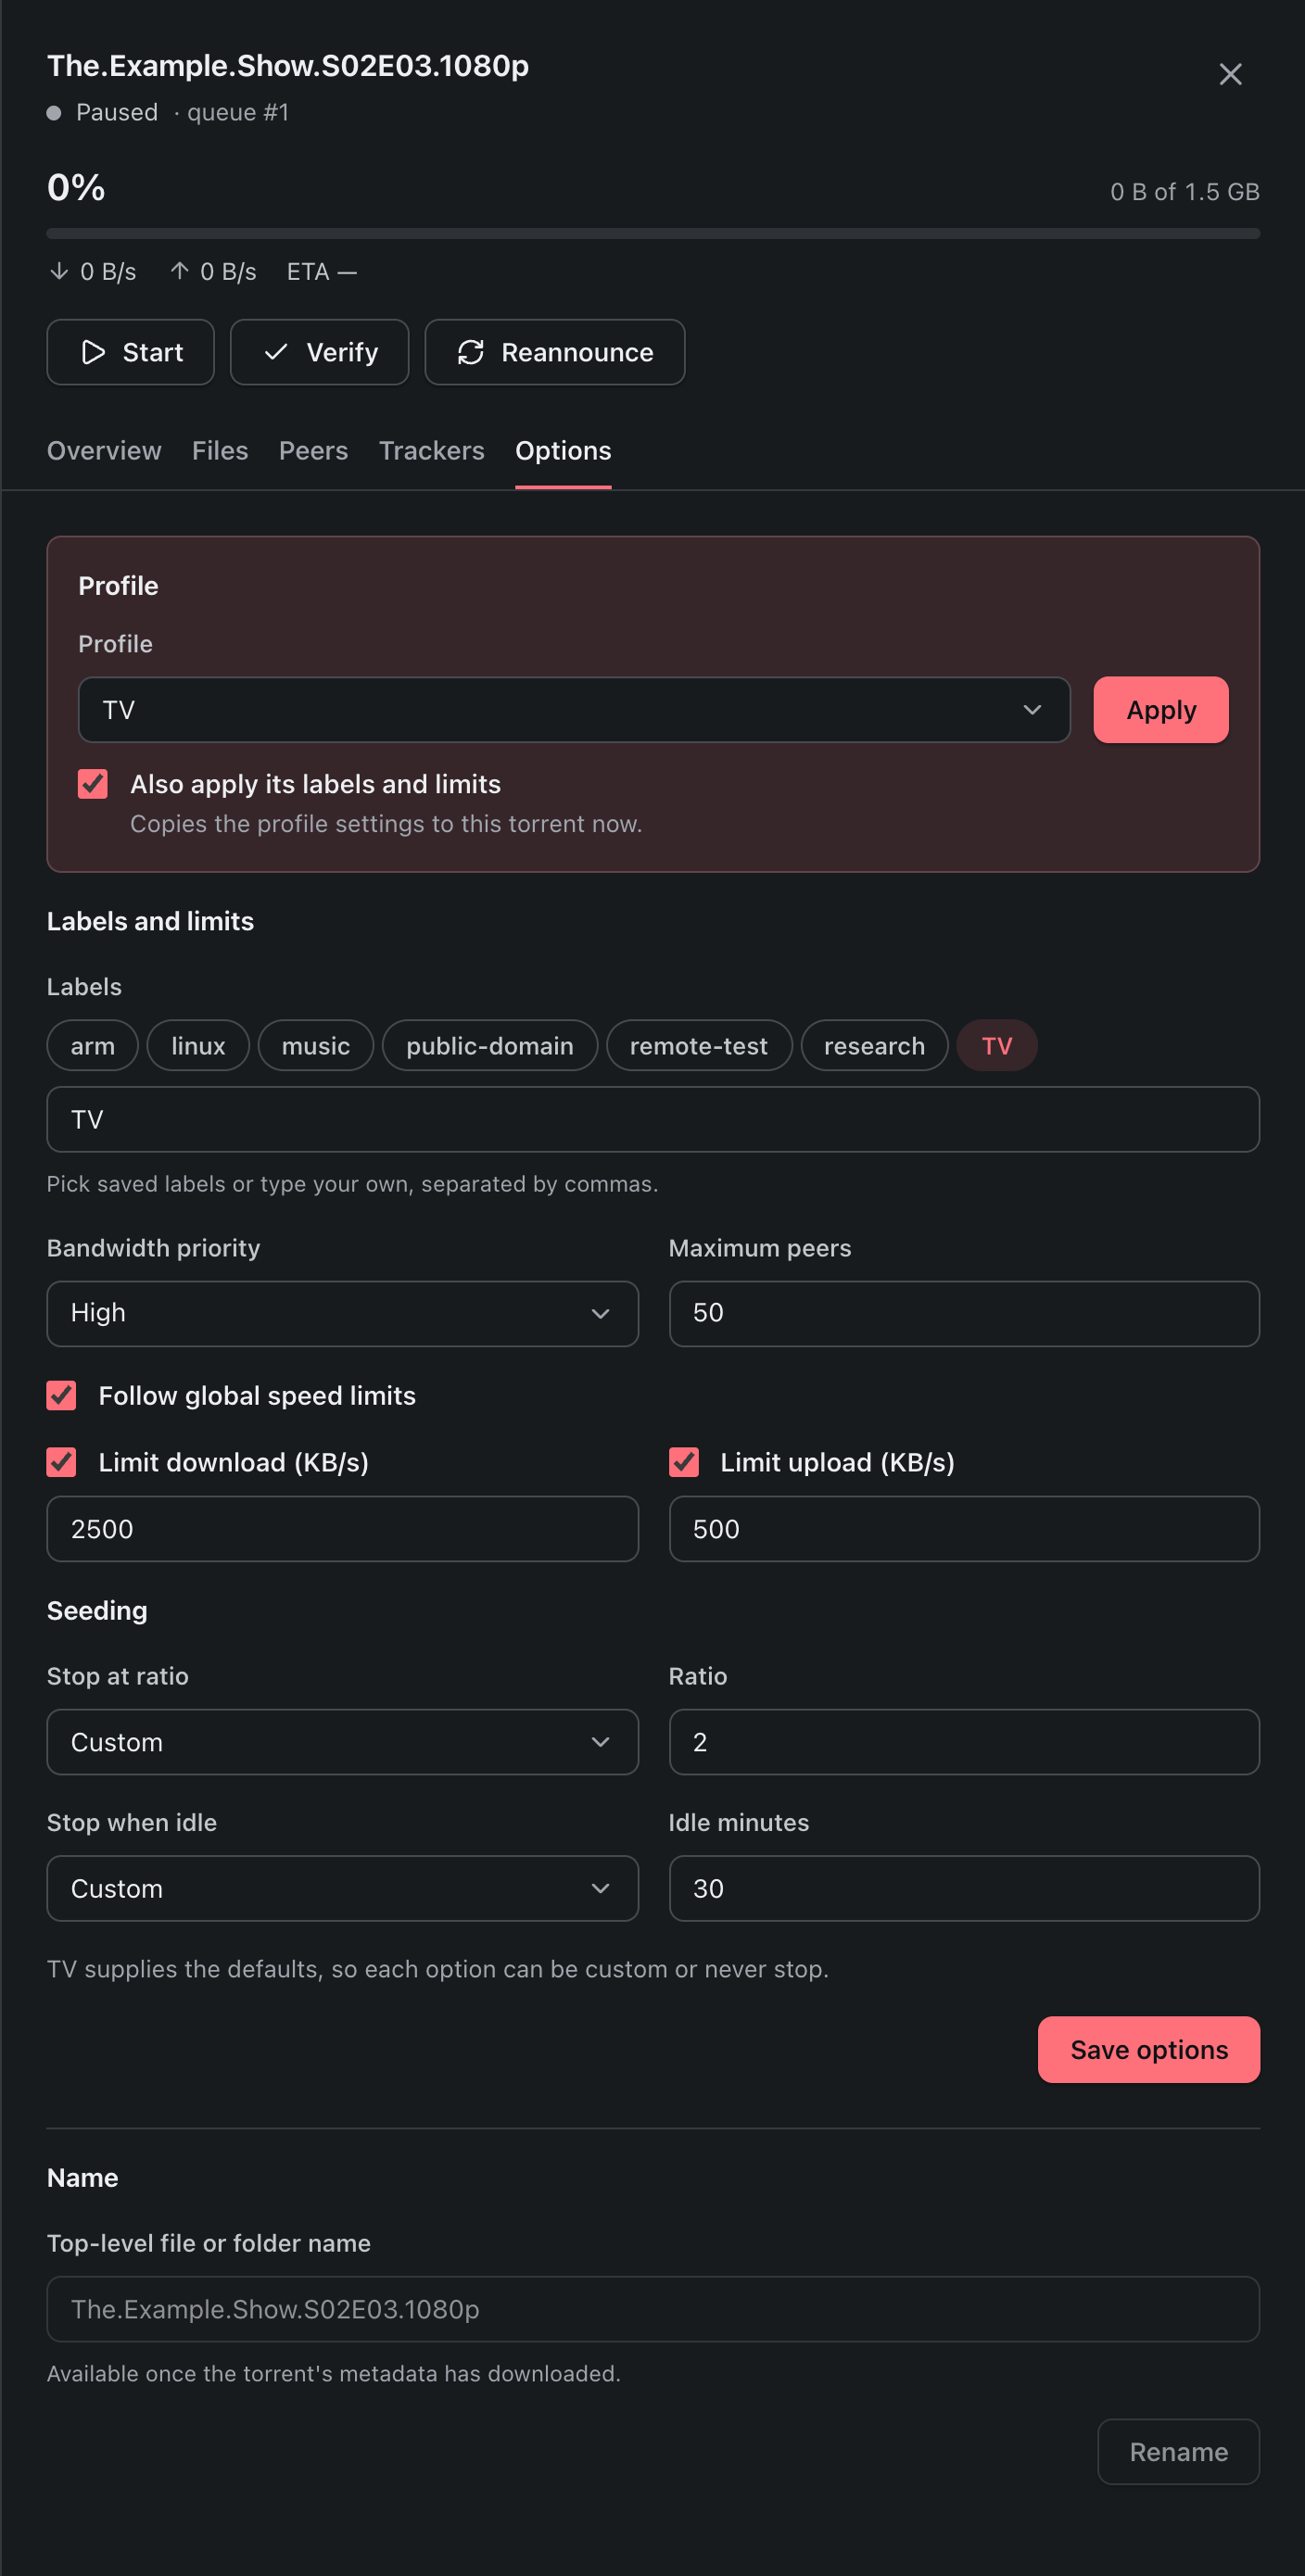 The.Example.Show.S02E03.1080p
Paused · queue #1
0% 0 B of 1.5 GB
↓ 0 B/s ↑ 0 B/s ETA —
Start Verify Reannounce
Overview Files Peers Trackers Options
Profile
Profile
TV Apply
Also apply its labels and limits
Copies the profile settings to this torrent now.
Labels and limits
Labels
arm linux music public-domain remote-test research TV
TV
Pick saved labels or type your own, separated by commas.
Bandwidth priority Maximum peers
High 50
Follow global speed limits
Limit download (KB/s) Limit upload (KB/s)
2500 500
Seeding
Stop at ratio Ratio
Custom 2
Stop when idle Idle minutes
Custom 30
TV supplies the defaults, so each option can be custom or never stop.
Save options
Name
Top-level file or folder name
The.Example.Show.S02E03.1080p
Available once the torrent's metadata has downloaded.
Rename